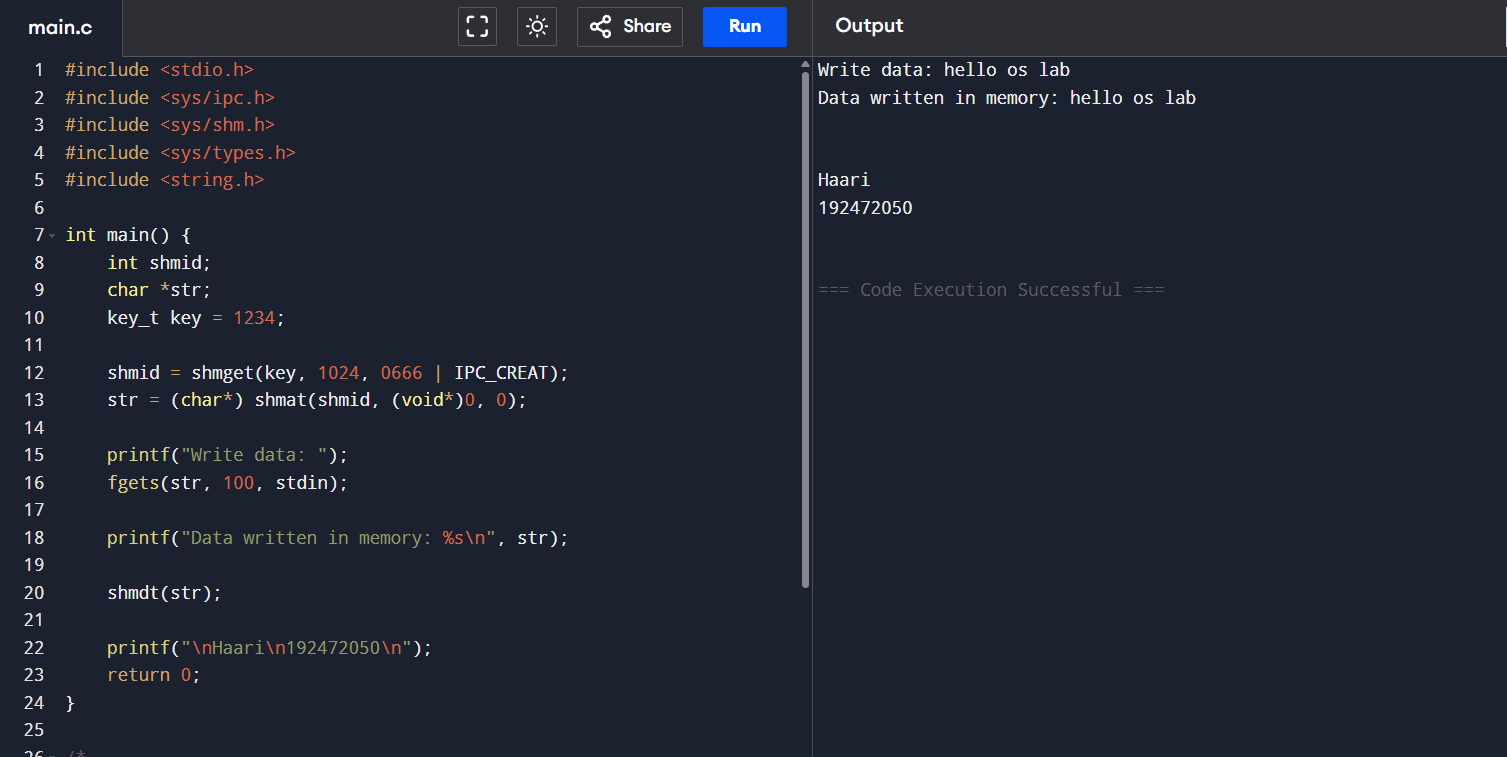 main.c
Share
Run
Output
1 #include <stdio.h>
2 #include <sys/ipc.h>
3 #include <sys/shm.h>
4 #include <sys/types.h>
5 #include <string.h>
6
7 int main() {
8     int shmid;
9     char *str;
10     key_t key = 1234;
11
12     shmid = shmget(key, 1024, 0666 | IPC_CREAT);
13     str = (char*) shmat(shmid, (void*)0, 0);
14
15     printf("Write data: ");
16     fgets(str, 100, stdin);
17
18     printf("Data written in memory: %s\n", str);
19
20     shmdt(str);
21
22     printf("\nHaari\n192472050\n");
23     return 0;
24 }
25
26 /*
Write data: hello os lab
Data written in memory: hello os lab
Haari
192472050
=== Code Execution Successful ===